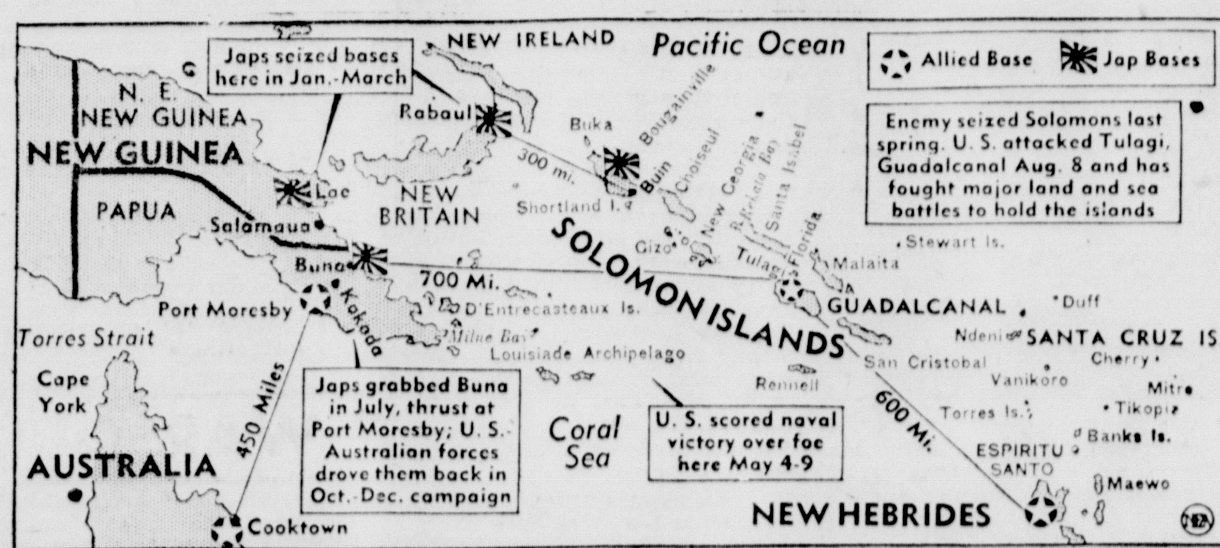 NEW IRELAND
Pacific Ocean
Allied Base
Jap Bases
Japs seized bases
here in Jan.-March
N. E.
NEW GUINEA
NEW GUINEA
PAPUA
Rabaul
Lae
Salamaua
NEW
BRITAIN
300 mi.
Buka
Bougainville
Buin
Choiseul
Shortland I.
New Georgia
Santa Isabel
Gizo
Tulagi
Florida
Malaita
Enemy seized Solomons last
spring. U. S. attacked Tulagi,
Guadalcanal Aug. 8 and has
fought major land and sea
battles to hold the islands
Stewart Is.
SOLOMON ISLANDS
Buna
700 Mi.
Port Moresby
Kokada
D'Entrecasteaux Is.
Milne Bay
Louisiade Archipelago
GUADALCANAL
Duff
Ndeni
SANTA CRUZ IS
San Cristobal
Cherry
Rennell
Vanikoro
Mitre
Torres Is.
Tikopia
Banks Is.
Torres Strait
Cape
York
450 Miles
Japs grabbed Buna
in July, thrust at
Port Moresby; U. S.-
Australian forces
drove them back in
Oct.-Dec. campaign
Coral
Sea
U. S. scored naval
victory over foe
here May 4-9
600 Mi.
ESPIRITU
SANTO
Maewo
AUSTRALIA
Cooktown
NEW HEBRIDES
NEA